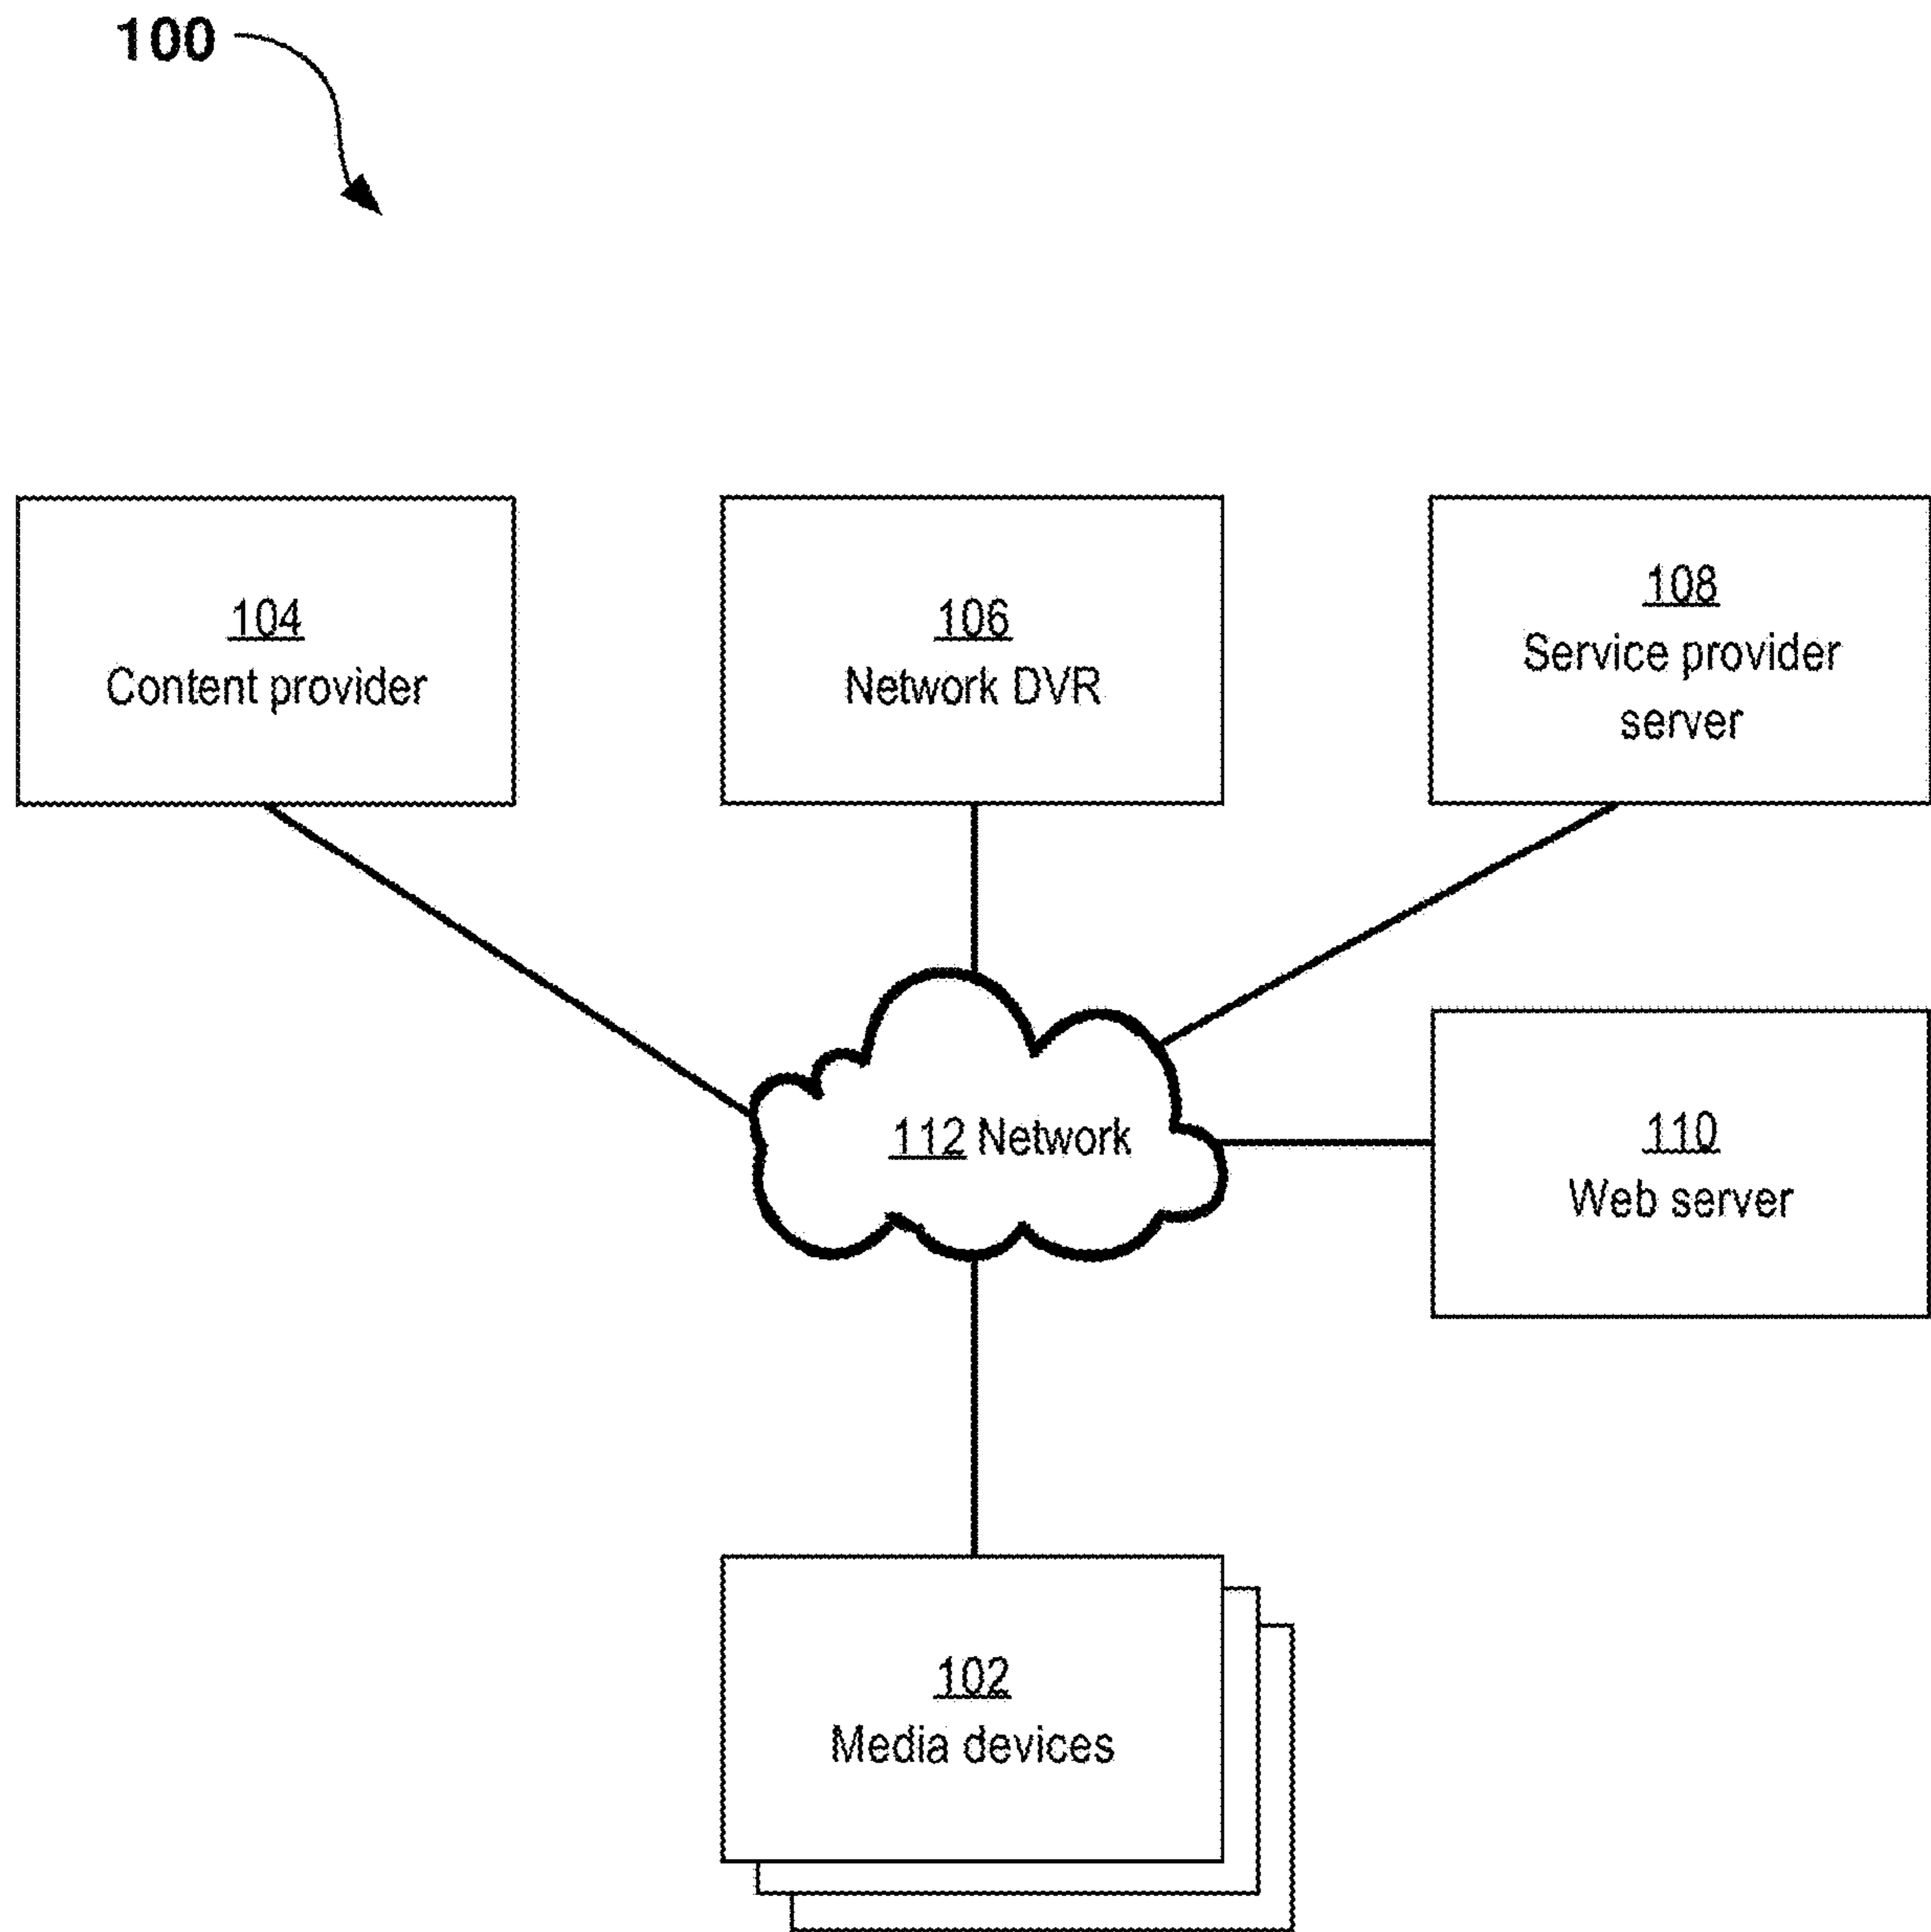 100
104
Content provider
106
Network DVR
108
Service provider
server
112 Network
110
Web server
102
Media devices